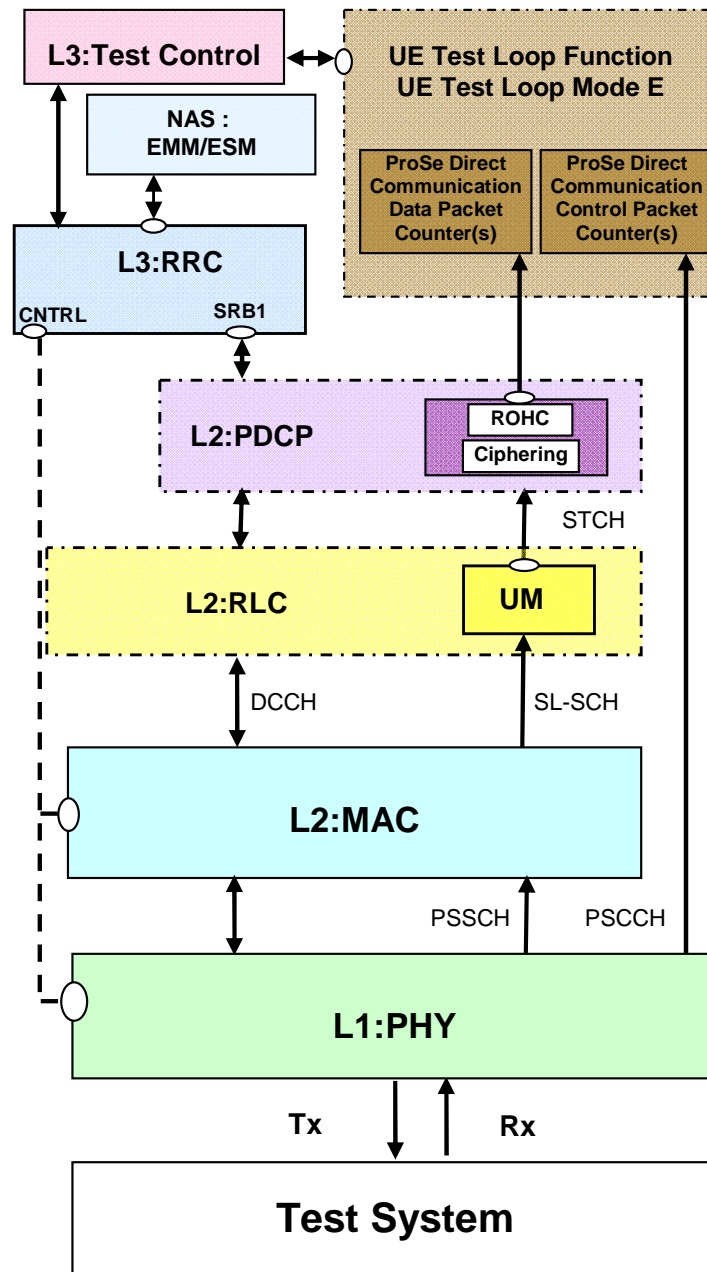 L3:Test Control
UE Test Loop Function
UE Test Loop Mode E
NAS :
EMM/ESM
ProSe Direct
Communication
Data Packet
Counter(s)
ProSe Direct
Communication
Control Packet
Counter(s)
L3:RRC
CNTRL
SRB1
L2:PDCP
ROHC
Ciphering
STCH
L2:RLC
UM
DCCH
SL-SCH
L2:MAC
PSSCH
PSCCH
L1:PHY
Tx
Rx
Test System